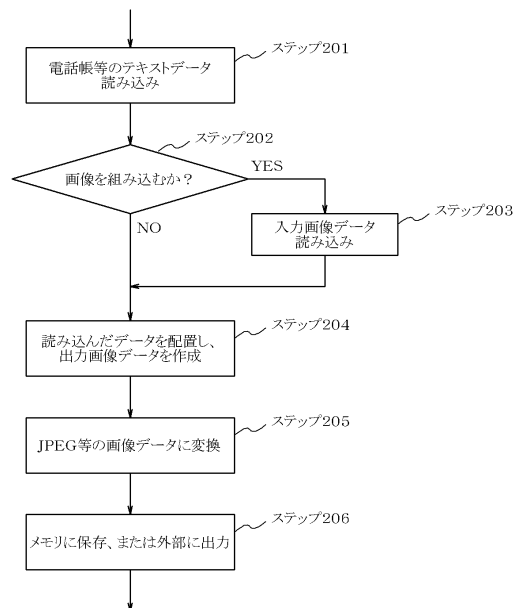 ステップ201
電話帳等のテキストデータ
読み込み
ステップ202
画像を組み込むか？
YES
NO
ステップ203
入力画像データ
読み込み
ステップ204
読み込んだデータを配置し、
出力画像データを作成
ステップ205
JPEG等の画像データに変換
ステップ206
メモリに保存、または外部に出力